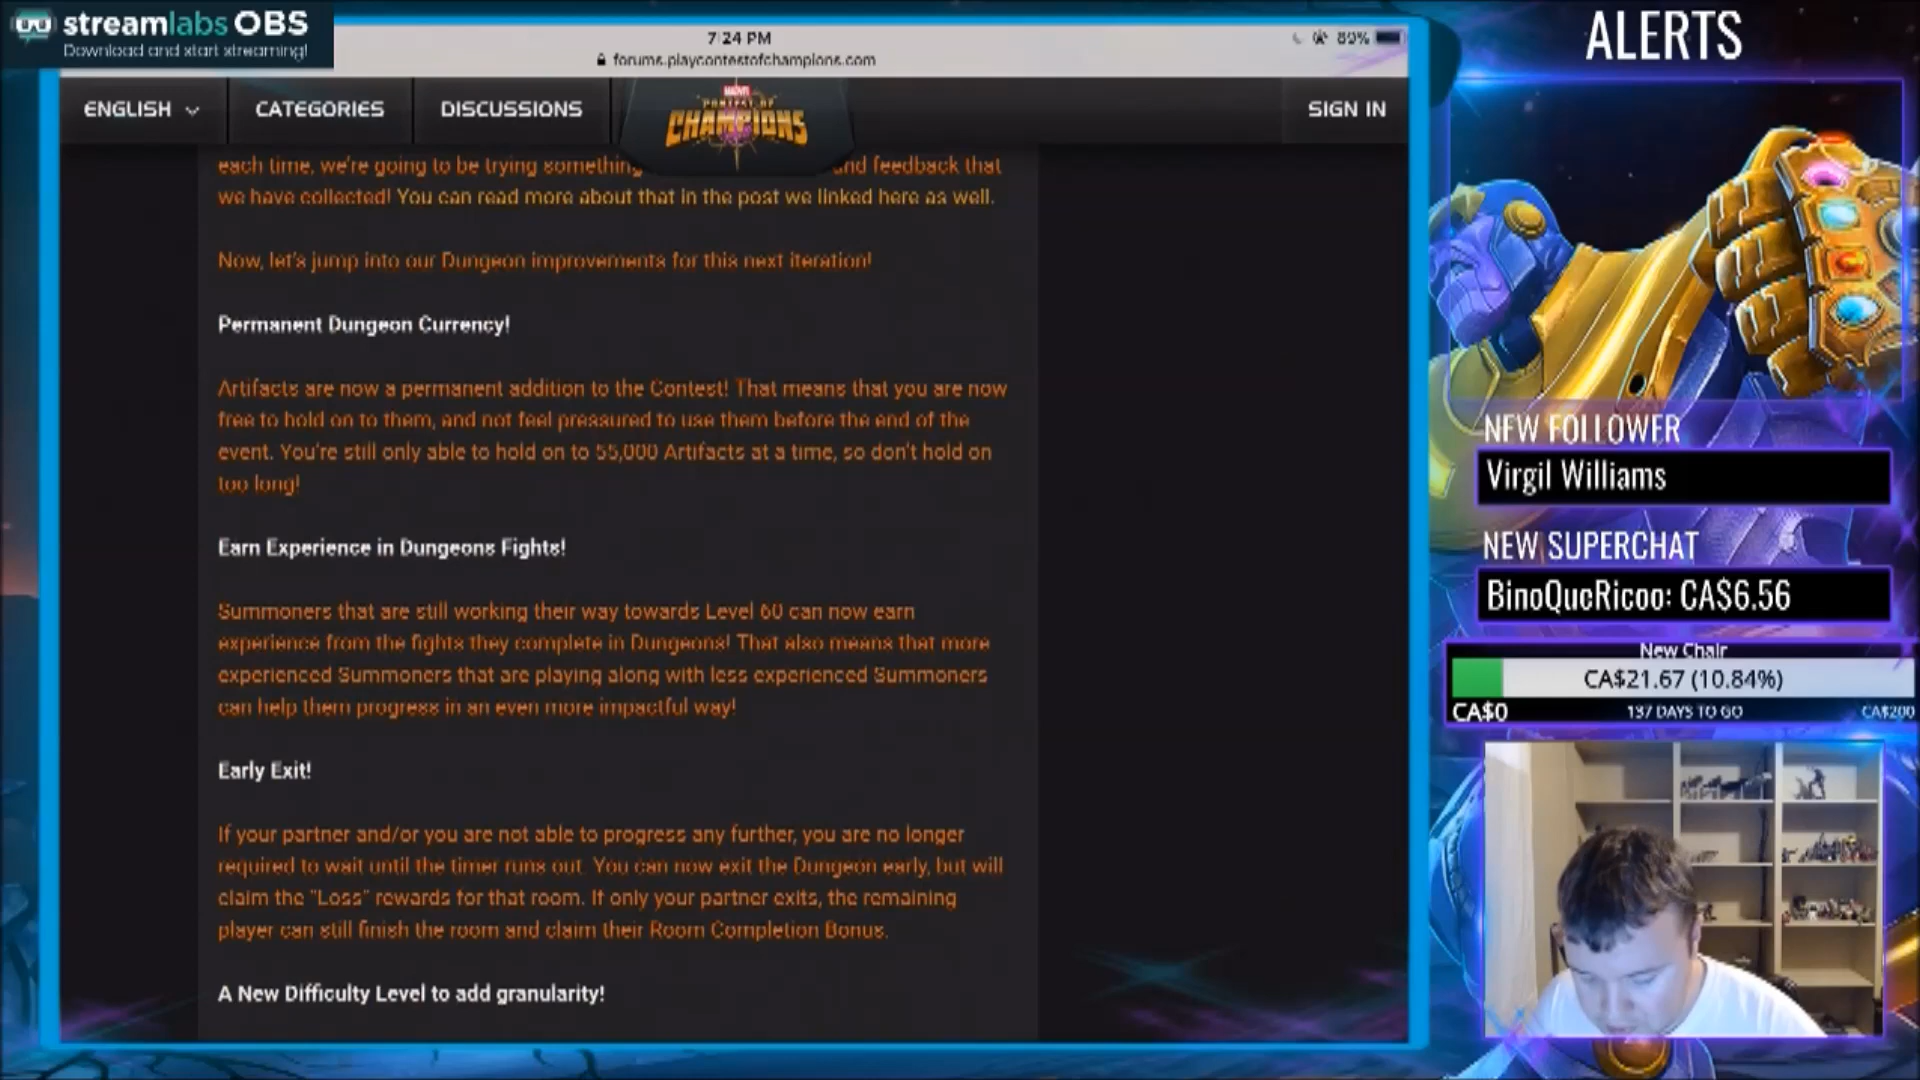 streamlabs OBS
Download and start streaming!
7:24 PM
89%
forums.playcontestofchampions.com
ENGLISH
CATEGORIES
DISCUSSIONS
MARVEL
CONTEST OF
CHAMPIONS
SIGN IN
each time, we're going to be trying something and feedback that
we have collected! You can read more about that in the post we linked here as well.
Now, let's jump into our Dungeon improvements for this next iteration!
Permanent Dungeon Currency!
Artifacts are now a permanent addition to the Contest! That means that you are now
free to hold on to them, and not feel pressured to use them before the end of the
event. You're still only able to hold on to 55,000 Artifacts at a time, so don't hold on
too long!
Earn Experience in Dungeons Fights!
Summoners that are still working their way towards Level 60 can now earn
experience from the fights they complete in Dungeons! That also means that more
experienced Summoners that are playing along with less experienced Summoners
can help them progress in an even more impactful way!
Early Exit!
If your partner and/or you are not able to progress any further, you are no longer
required to wait until the timer runs out. You can now exit the Dungeon early, but will
claim the "Loss" rewards for that room. If only your partner exits, the remaining
player can still finish the room and claim their Room Completion Bonus.
A New Difficulty Level to add granularity!
ALERTS
NEW FOLLOWER
Virgil Williams
NEW SUPERCHAT
BinoQueRicoo: CA$6.56
New Chair
CA$21.67 (10.84%)
CA$0
137 DAYS TO GO
CA$200